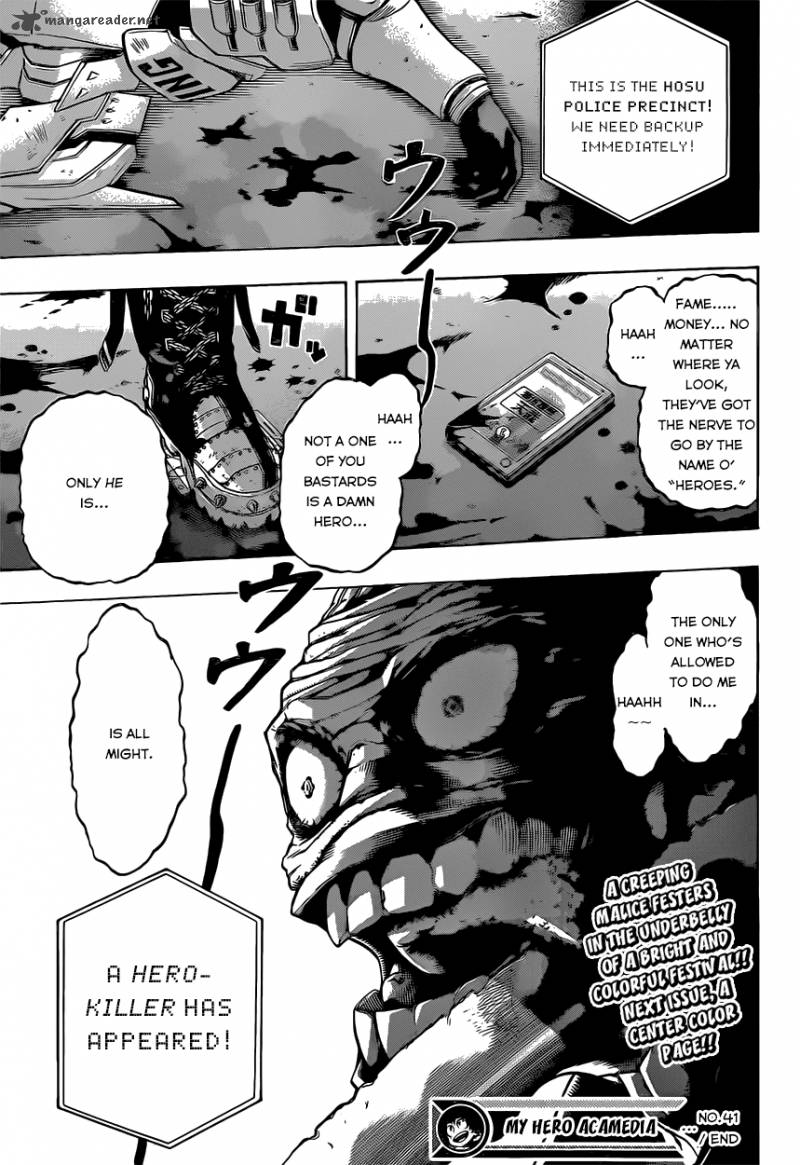 mangareader.net
THIS IS THE HOSU
POLICE PRECINCT!
WE NEED BACKUP
IMMEDIATELY!
ING
ウウ
FAME.....
MONEY... NO
MATTER
WHERE YA
LOOK,
THEY'VE GOT
THE NERVE TO
GO BY THE
NAME O'
"HEROES."
HAAH
...
HAAH
...
NOT A ONE
OF YOU
BASTARDS
IS A DAMN
HERO...
ガッ
ONLY HE
IS...
THE ONLY
ONE WHO'S
ALLOWED
TO DO ME
IN...
HAAHH
~~
ウウ
IS ALL
MIGHT.
A HERO-
KILLER HAS
APPEARED!
A CREEPING
MALICE FESTERS
IN THE UNDERBELLY
OF A BRIGHT AND
COLORFUL FESTIVAL!!
NEXT ISSUE, A
CENTER COLOR
PAGE!!
MY HERO ACAMEDIA
... NO.41
/ END